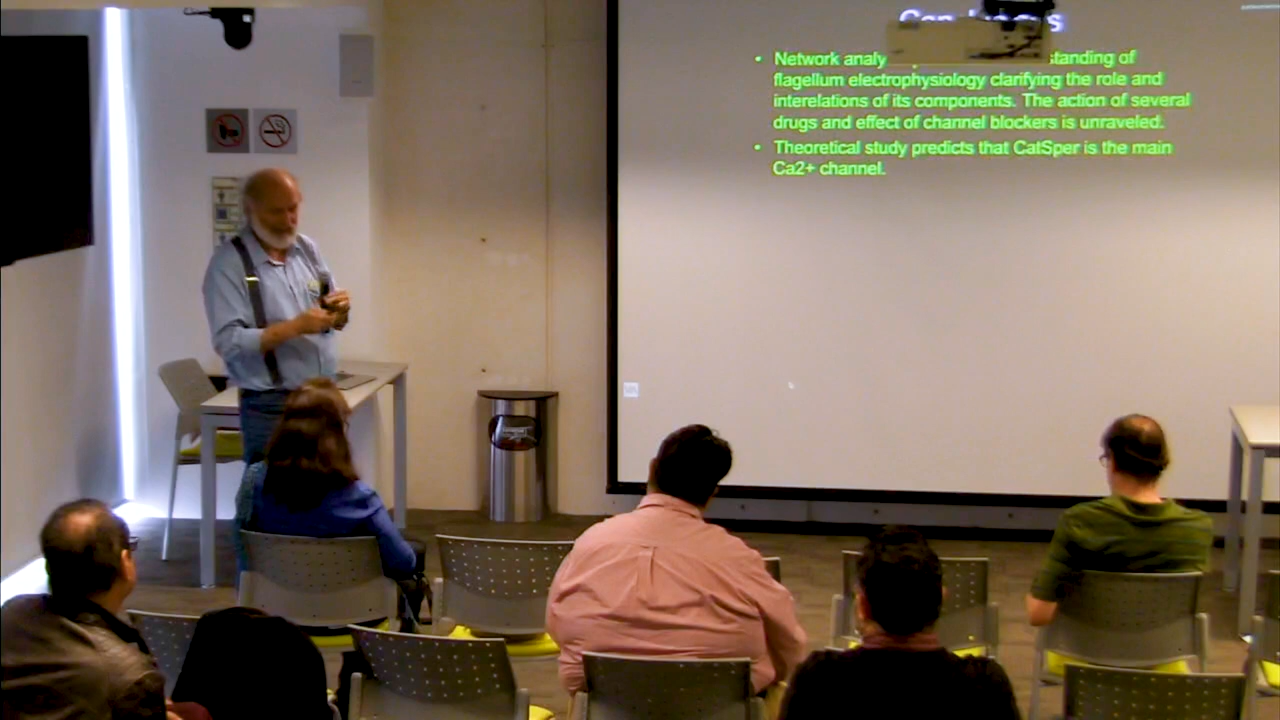 • Network analy standing of
flagellum electrophysiology clarifying the role and
interelations of its components. The action of several
drugs and effect of channel blockers is unraveled.
• Theoretical study predicts that CatSper is the main
Ca2+ channel.